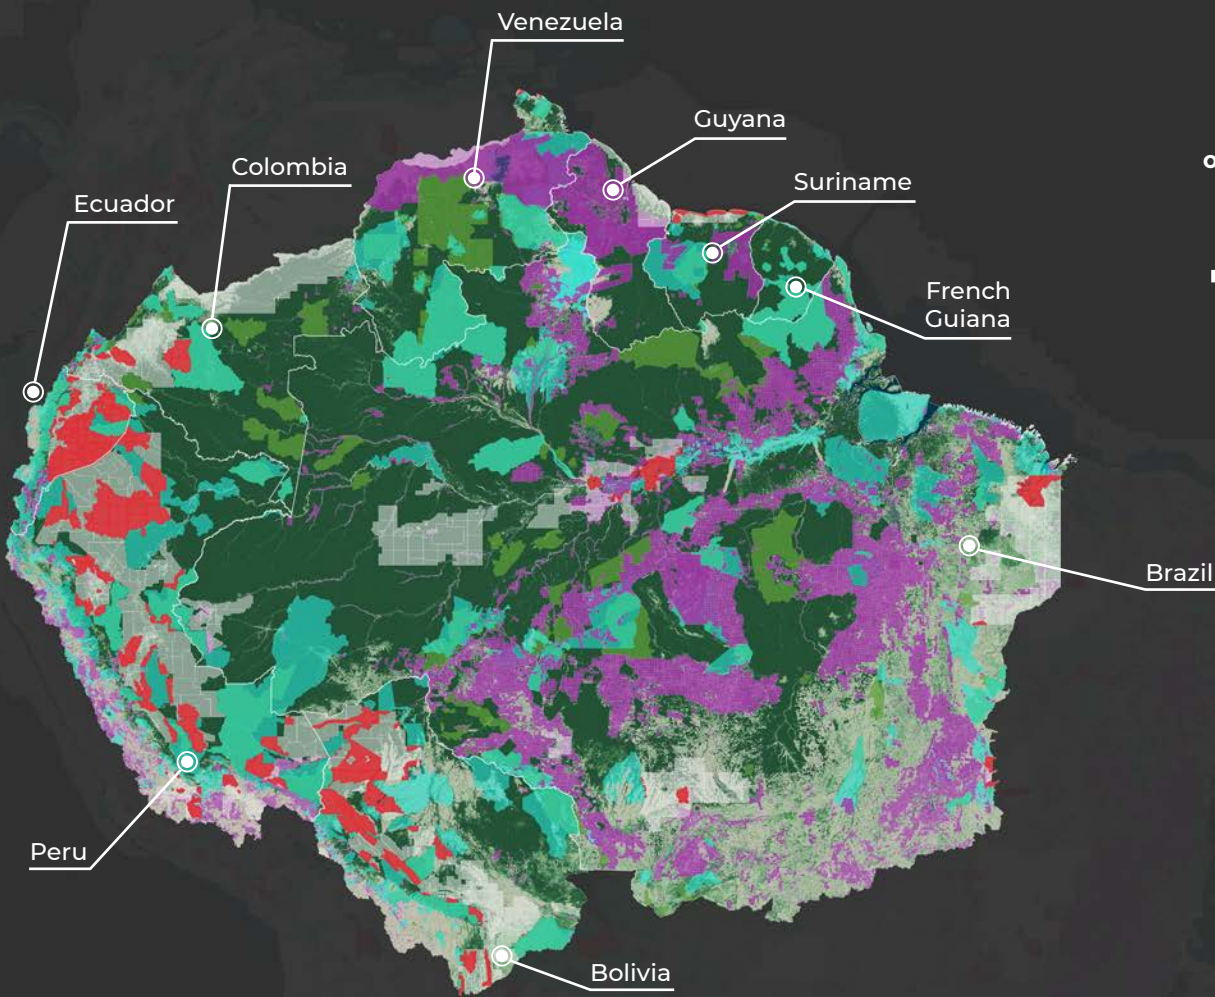 Venezuela
Guyana
Colombia
Suriname
Ecuador
French
Guiana
Brazil
Peru
Bolivia